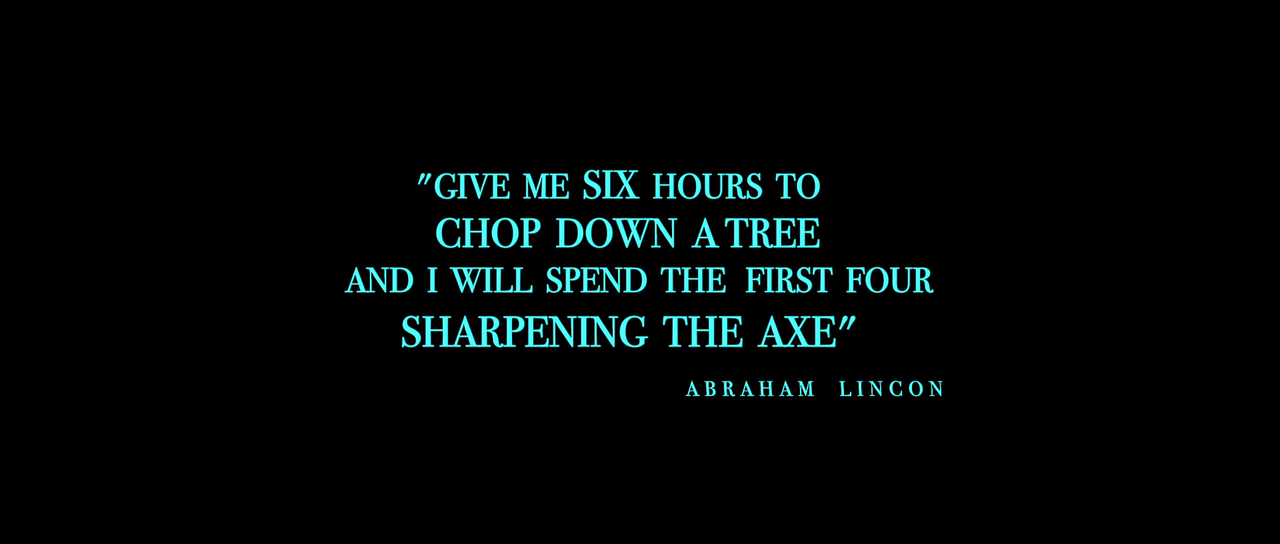 "GIVE ME SIX HOURS TO
CHOP DOWN A TREE
AND I WILL SPEND THE FIRST FOUR
SHARPENING THE AXE"
ABRAHAM LINCON